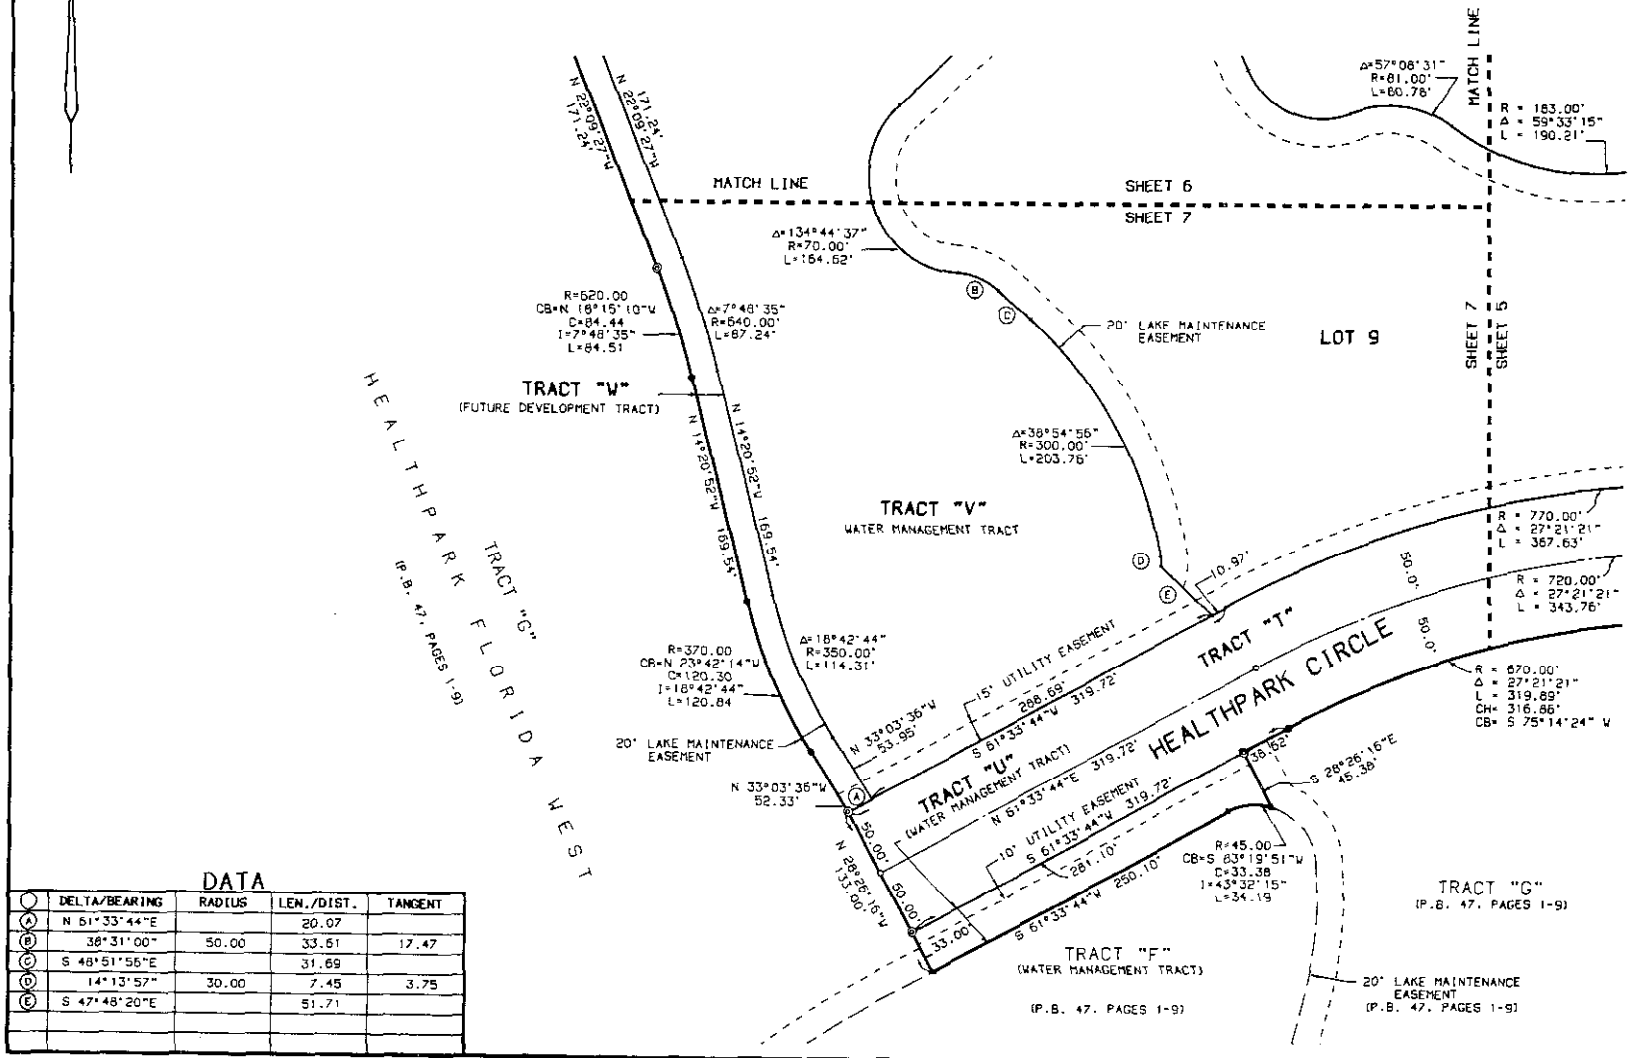 MATCH LINE
Δ=57°08'31"
R=81.00'
L=80.78'
R = 183.00'
Δ = 59°33'15"
L = 190.21'
N 22°09'27"W
171.24'
171.24'
N 22°09'27"W
MATCH LINE
SHEET 6
SHEET 7
Δ=134°44'37"
R=70.00'
L=164.62'
R=620.00
CB=N 18°15'10"W
C=84.44
I=7°48'35"
L=84.51
Δ=7°48'35"
R=640.00'
L=87.24'
B
C
20' LAKE MAINTENANCE
EASEMENT
LOT 9
SHEET 7
SHEET 5
TRACT "W"
(FUTURE DEVELOPMENT TRACT)
N 14°20'52"W 169.54'
N 14°20'52"W 169.54'
Δ=38°54'56"
R=300.00'
L=203.76'
TRACT "V"
WATER MANAGEMENT TRACT
HEALTHPARK FLORIDA WEST
TRACT "G"
(P.B. 47, PAGES 1-9)
D
E
10.97'
R = 770.00'
Δ = 27°21'21"
L = 367.63'
50.0'
R = 720.00'
Δ = 27°21'21"
L = 343.76'
50.0'
TRACT "T"
HEALTHPARK CIRCLE
R=370.00
CB=N 23°42'14"W
C=120.30
I=18°42'44"
L=120.84
Δ=18°42'44"
R=350.00'
L=114.31'
15' UTILITY EASEMENT
288.69'
S 61°33'44"W 319.72'
R = 670.00'
Δ = 27°21'21"
L = 319.89'
CH= 316.86'
CB= S 75°14'24" W
20' LAKE MAINTENANCE
EASEMENT
N 33°03'36"W
53.95'
N 33°03'36"W
52.33'
A
TRACT "U"
(WATER MANAGEMENT TRACT)
N 61°33'44"E 319.72'
38.62'
S 28°26'16"E
45.38'
10' UTILITY EASEMENT
S 61°33'44"W 319.72'
281.10'
S 61°33'44"W 250.10'
50.00'
50.00'
N 28°26'16"W
133.00'
33.00'
R=45.00
CB=S 83°19'51"W
C=33.38
I=43°32'15"
L=34.19
TRACT "F"
(WATER MANAGEMENT TRACT)
(P.B. 47, PAGES 1-9)
TRACT "G"
(P.B. 47, PAGES 1-9)
20' LAKE MAINTENANCE
EASEMENT
(P.B. 47, PAGES 1-9)
DATA
DELTA/BEARING RADIUS LEN./DIST. TANGENT
A N 61°33'44"E 20.07
B 38°31'00" 50.00 33.61 17.47
C S 48°51'56"E 31.69
D 14°13'57" 30.00 7.45 3.75
E S 47°48'20"E 51.71